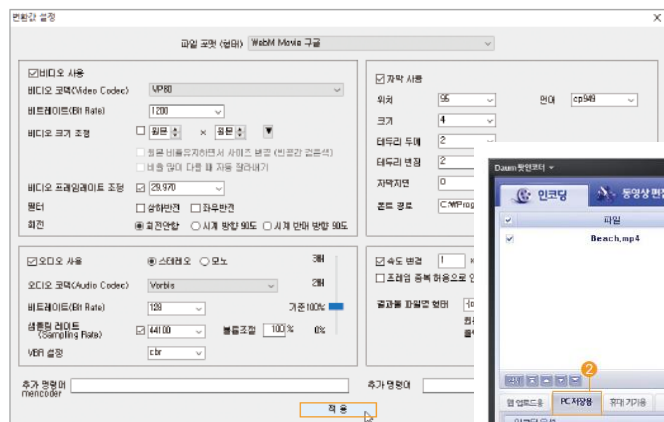 변환값 설정
파일 포맷 (형태) WebM Movie 구글
비디오 사용
비디오 코덱(Video Codec) VP80
비트레이트(Bit Rate) 1200
비디오 크기 조정 원본 × 원본
원본 비율유지하면서 사이즈 변경 (빈공간 검은색)
비율 많이 다를 때 자동 잘라내기
비디오 프레임레이트 조정 29.970
필터 상하반전 좌우반전
회전 회전안함 시계 방향 90도 시계 반대 방향 90도
오디오 사용 스테레오 모노 3배
오디오 코덱(Audio Codec) Vorbis 2배
비트레이트(Bit Rate) 128 기준100%
샘플링 레이트
(Sampling Rate) 44100 볼륨조절 100 % 0%
VBR 설정 cbr
추가 명령어
mencoder
적 용
자막 사용
위치 95 언어 cp949
크기 4
테두리 두께 2
테두리 번짐 2
자막지연 0
폰트 경로
속도 변경 1
프레임 중복 허용으로
결과물 파일명 형태
추가 명령어
Daum 팟인코더
인코딩 동영상 편집
파일
Beach.mp4
2
웹 업로드용 PC 저장용 휴대 기기용